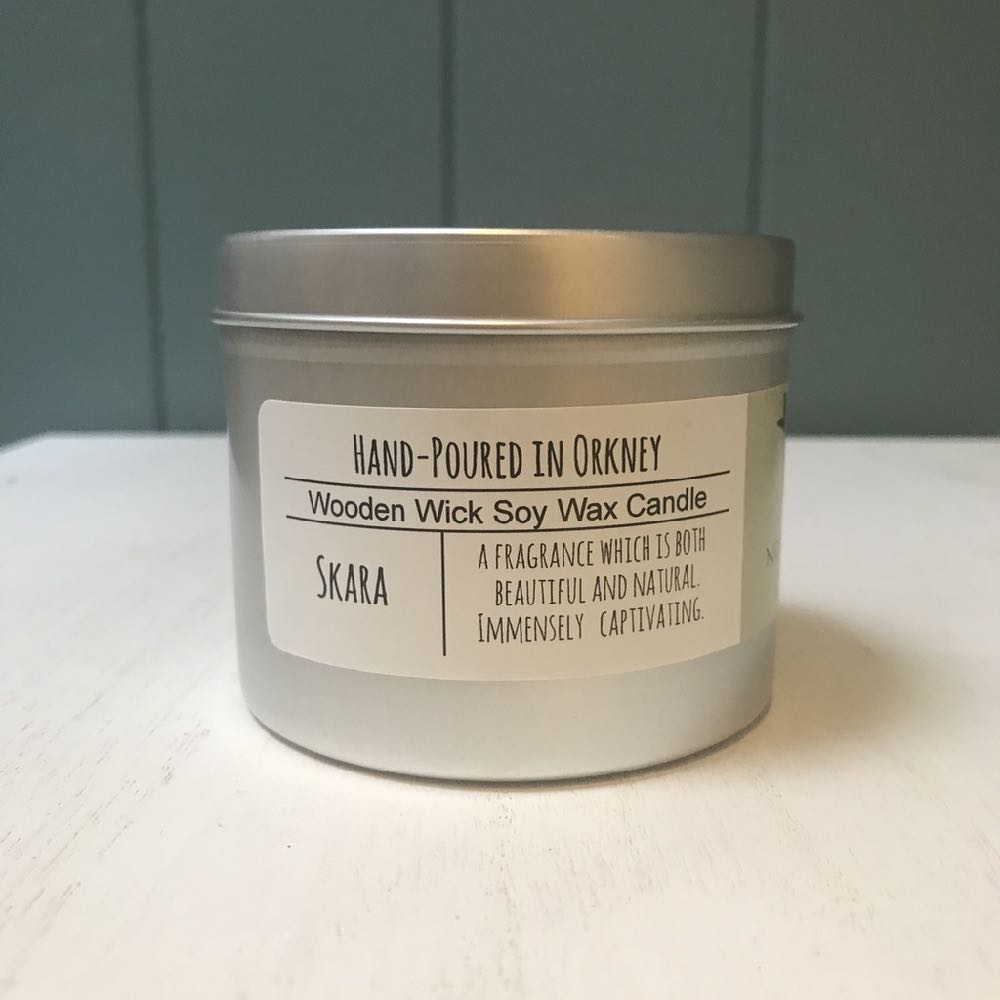 Hand-Poured in Orkney
Wooden Wick Soy Wax Candle
Skara
A fragrance which is both
beautiful and natural.
Immensely captivating.